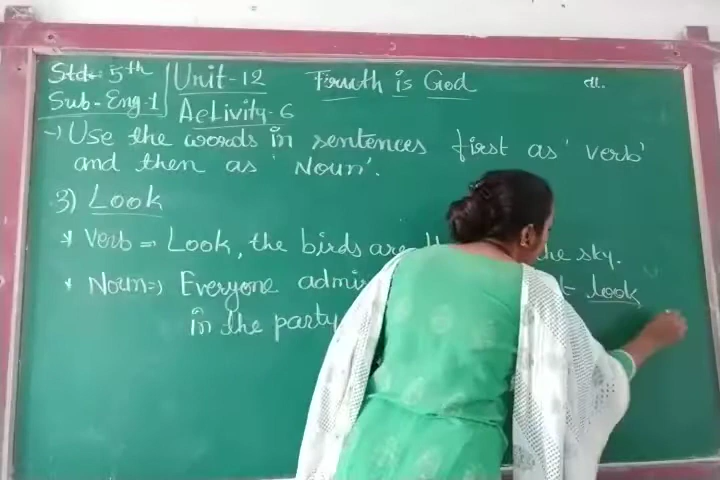 Std- 5th Unit-12 Truth is God dt.
Sub-Eng-1 Activity-6
→ Use the words in sentences first as 'verb'
and then as 'Noun'.
3) Look
* Verb = Look, the birds are the sky.
* Noun => Everyone look
in the party